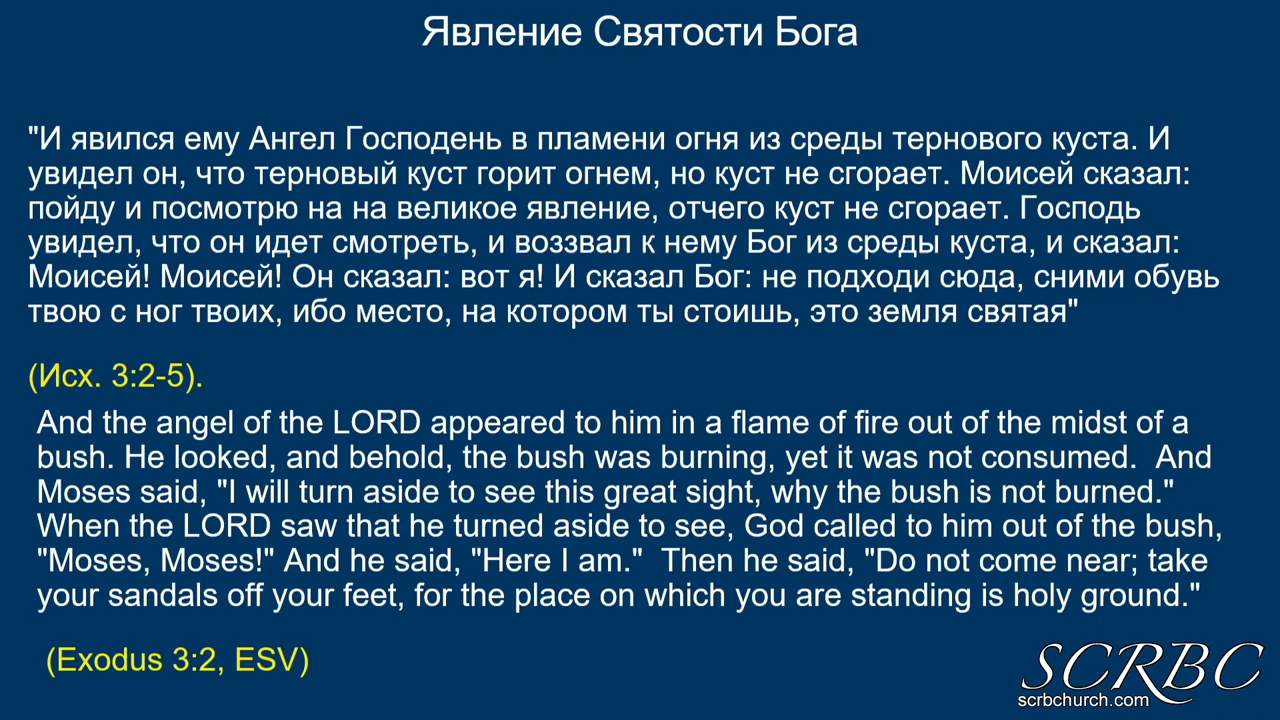 Явление Святости Бога
"И явился ему Ангел Господень в пламени огня из среды тернового куста. И
увидел он, что терновый куст горит огнем, но куст не сгорает. Моисей сказал:
пойду и посмотрю на на великое явление, отчего куст не сгорает. Господь
увидел, что он идет смотреть, и воззвал к нему Бог из среды куста, и сказал:
Моисей! Моисей! Он сказал: вот я! И сказал Бог: не подходи сюда, сними обувь
твою с ног твоих, ибо место, на котором ты стоишь, это земля святая"
(Исх. 3:2-5).
And the angel of the LORD appeared to him in a flame of fire out of the midst of a
bush. He looked, and behold, the bush was burning, yet it was not consumed.  And
Moses said, "I will turn aside to see this great sight, why the bush is not burned."
When the LORD saw that he turned aside to see, God called to him out of the bush,
"Moses, Moses!" And he said, "Here I am."  Then he said, "Do not come near; take
your sandals off your feet, for the place on which you are standing is holy ground."
(Exodus 3:2, ESV)
SCRBC
scrbchurch.com